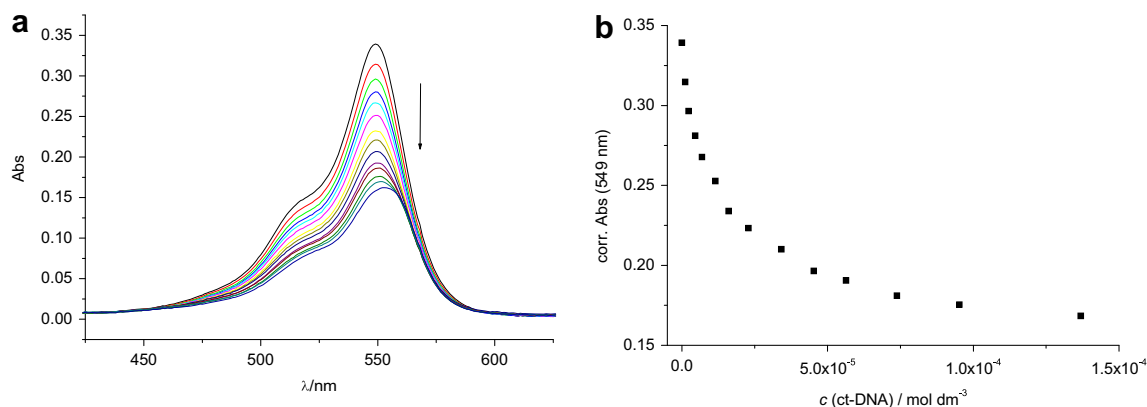 a
0.35
0.30
0.25
0.20
0.15
0.10
0.05
0.00
Abs
450
500
550
600
λ/nm
b
0.35
0.30
0.25
0.20
0.15
corr. Abs (549 nm)
0.0
5.0x10⁻⁵
1.0x10⁻⁴
1.5x10⁻⁴
c (ct-DNA) / mol dm⁻³